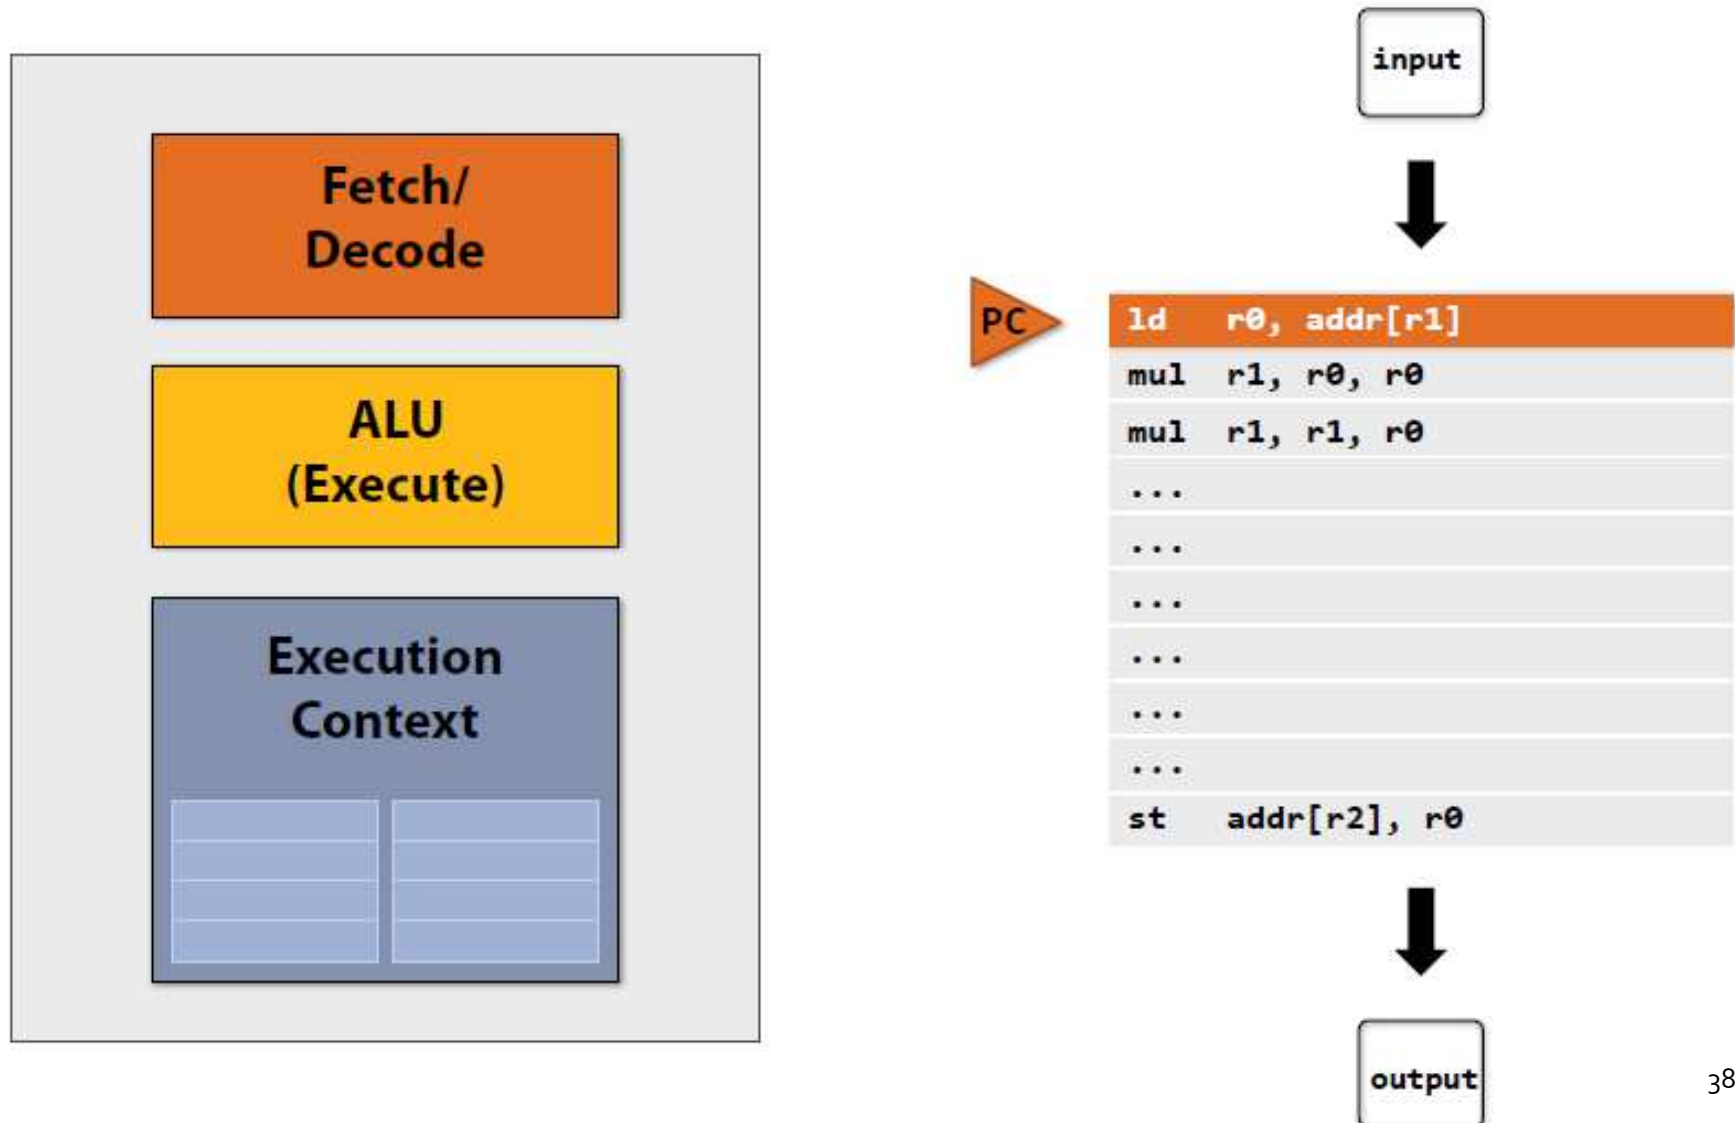 Fetch/
Decode
ALU
(Execute)
Execution
Context
input
PC
ld r0, addr[r1]
mul r1, r0, r0
mul r1, r1, r0
...
...
...
...
...
...
st addr[r2], r0
output
38